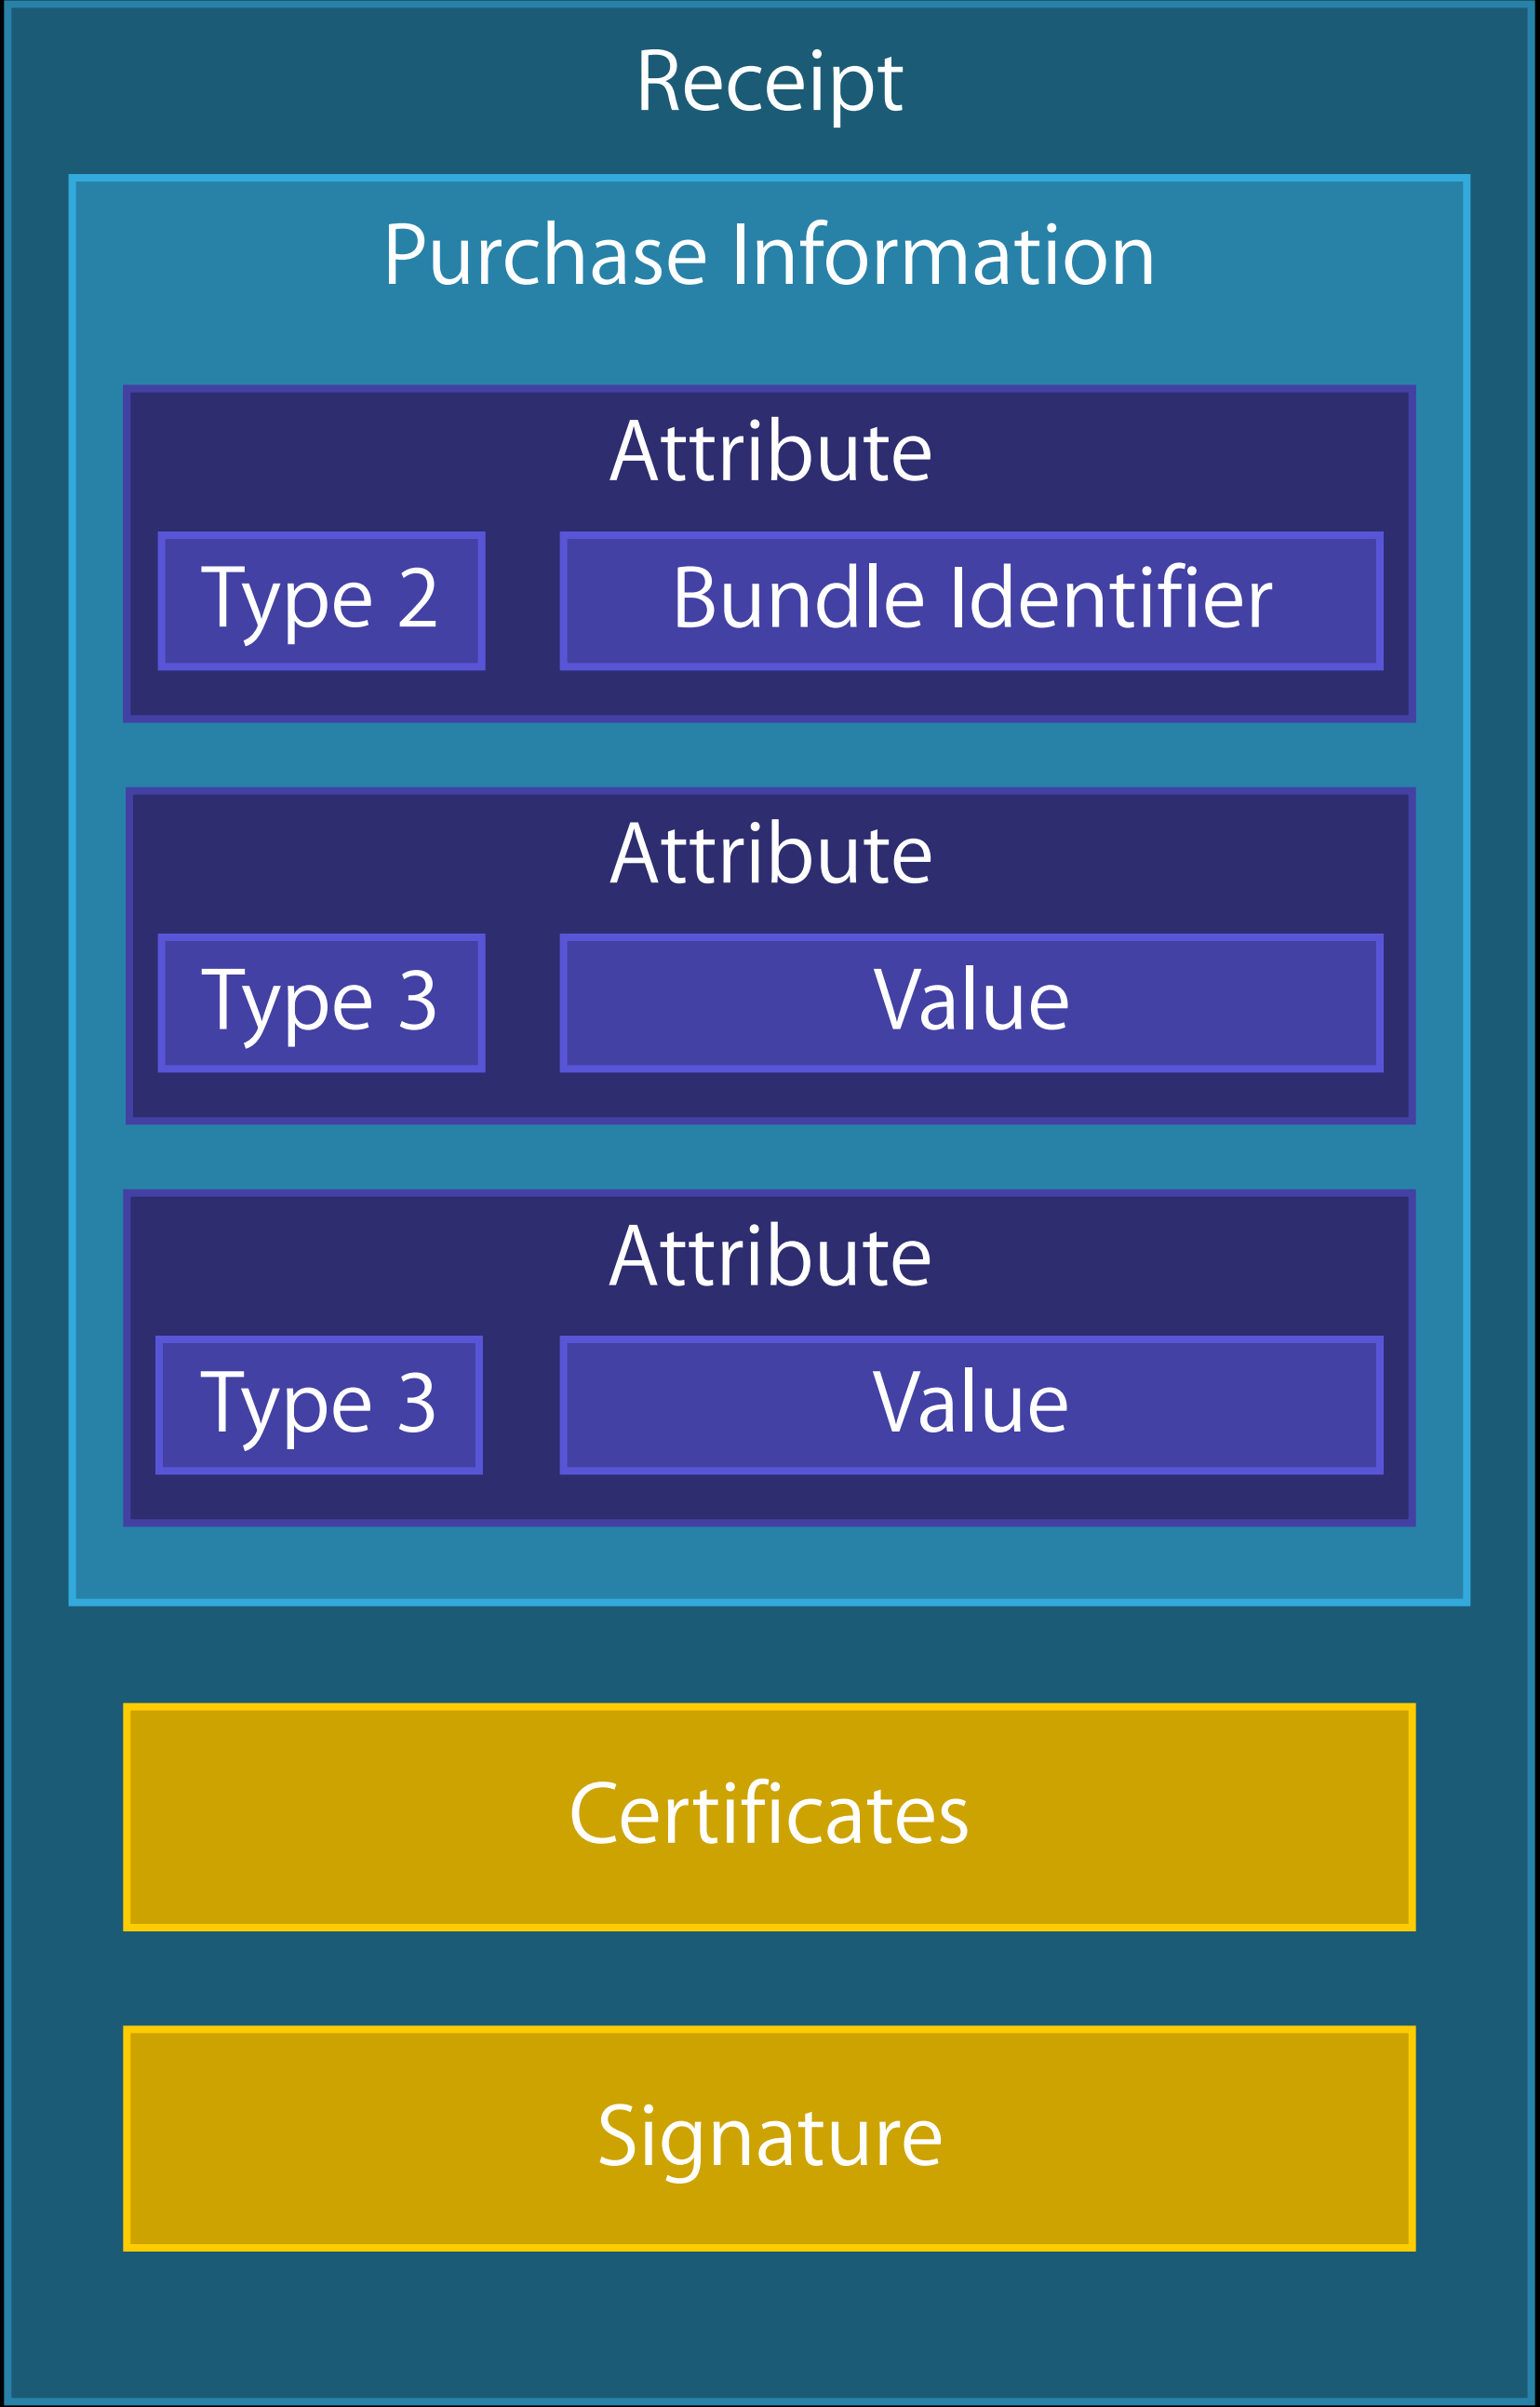 Receipt
Purchase Information
Attribute
Type 2 Bundle Identifier
Attribute
Type 3 Value
Attribute
Type 3 Value
Certificates
Signature